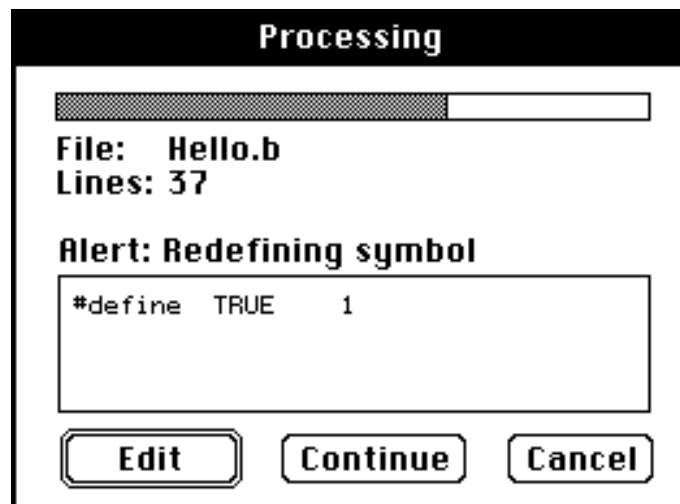 Processing
File: Hello.b
Lines: 37
Alert: Redefining symbol
#define TRUE 1
Edit Continue Cancel